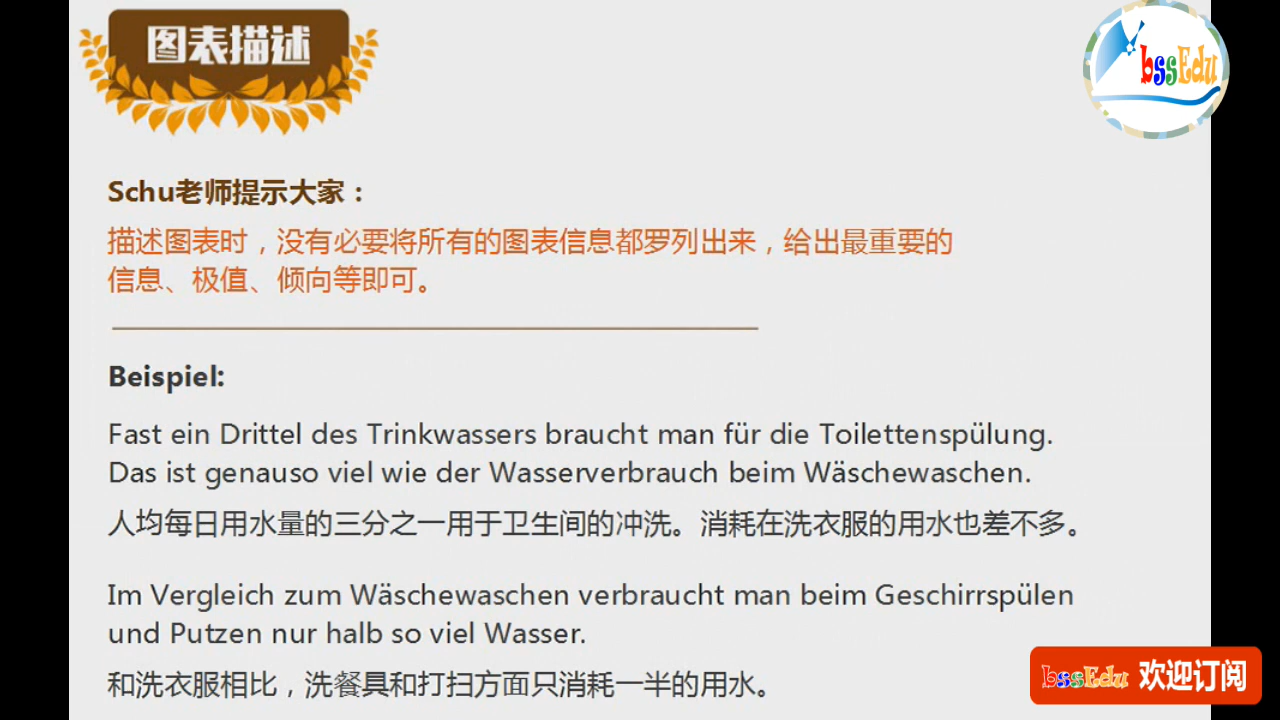 图表描述
bssEdu
Schu老师提示大家：
描述图表时，没有必要将所有的图表信息都罗列出来，给出最重要的
信息、极值、倾向等即可。
Beispiel:
Fast ein Drittel des Trinkwassers braucht man für die Toilettenspülung.
Das ist genauso viel wie der Wasserverbrauch beim Wäschewaschen.
人均每日用水量的三分之一用于卫生间的冲洗。消耗在洗衣服的用水也差不多。
Im Vergleich zum Wäschewaschen verbraucht man beim Geschirrspülen
und Putzen nur halb so viel Wasser.
和洗衣服相比，洗餐具和打扫方面只消耗一半的用水。
bssEdu 欢迎订阅